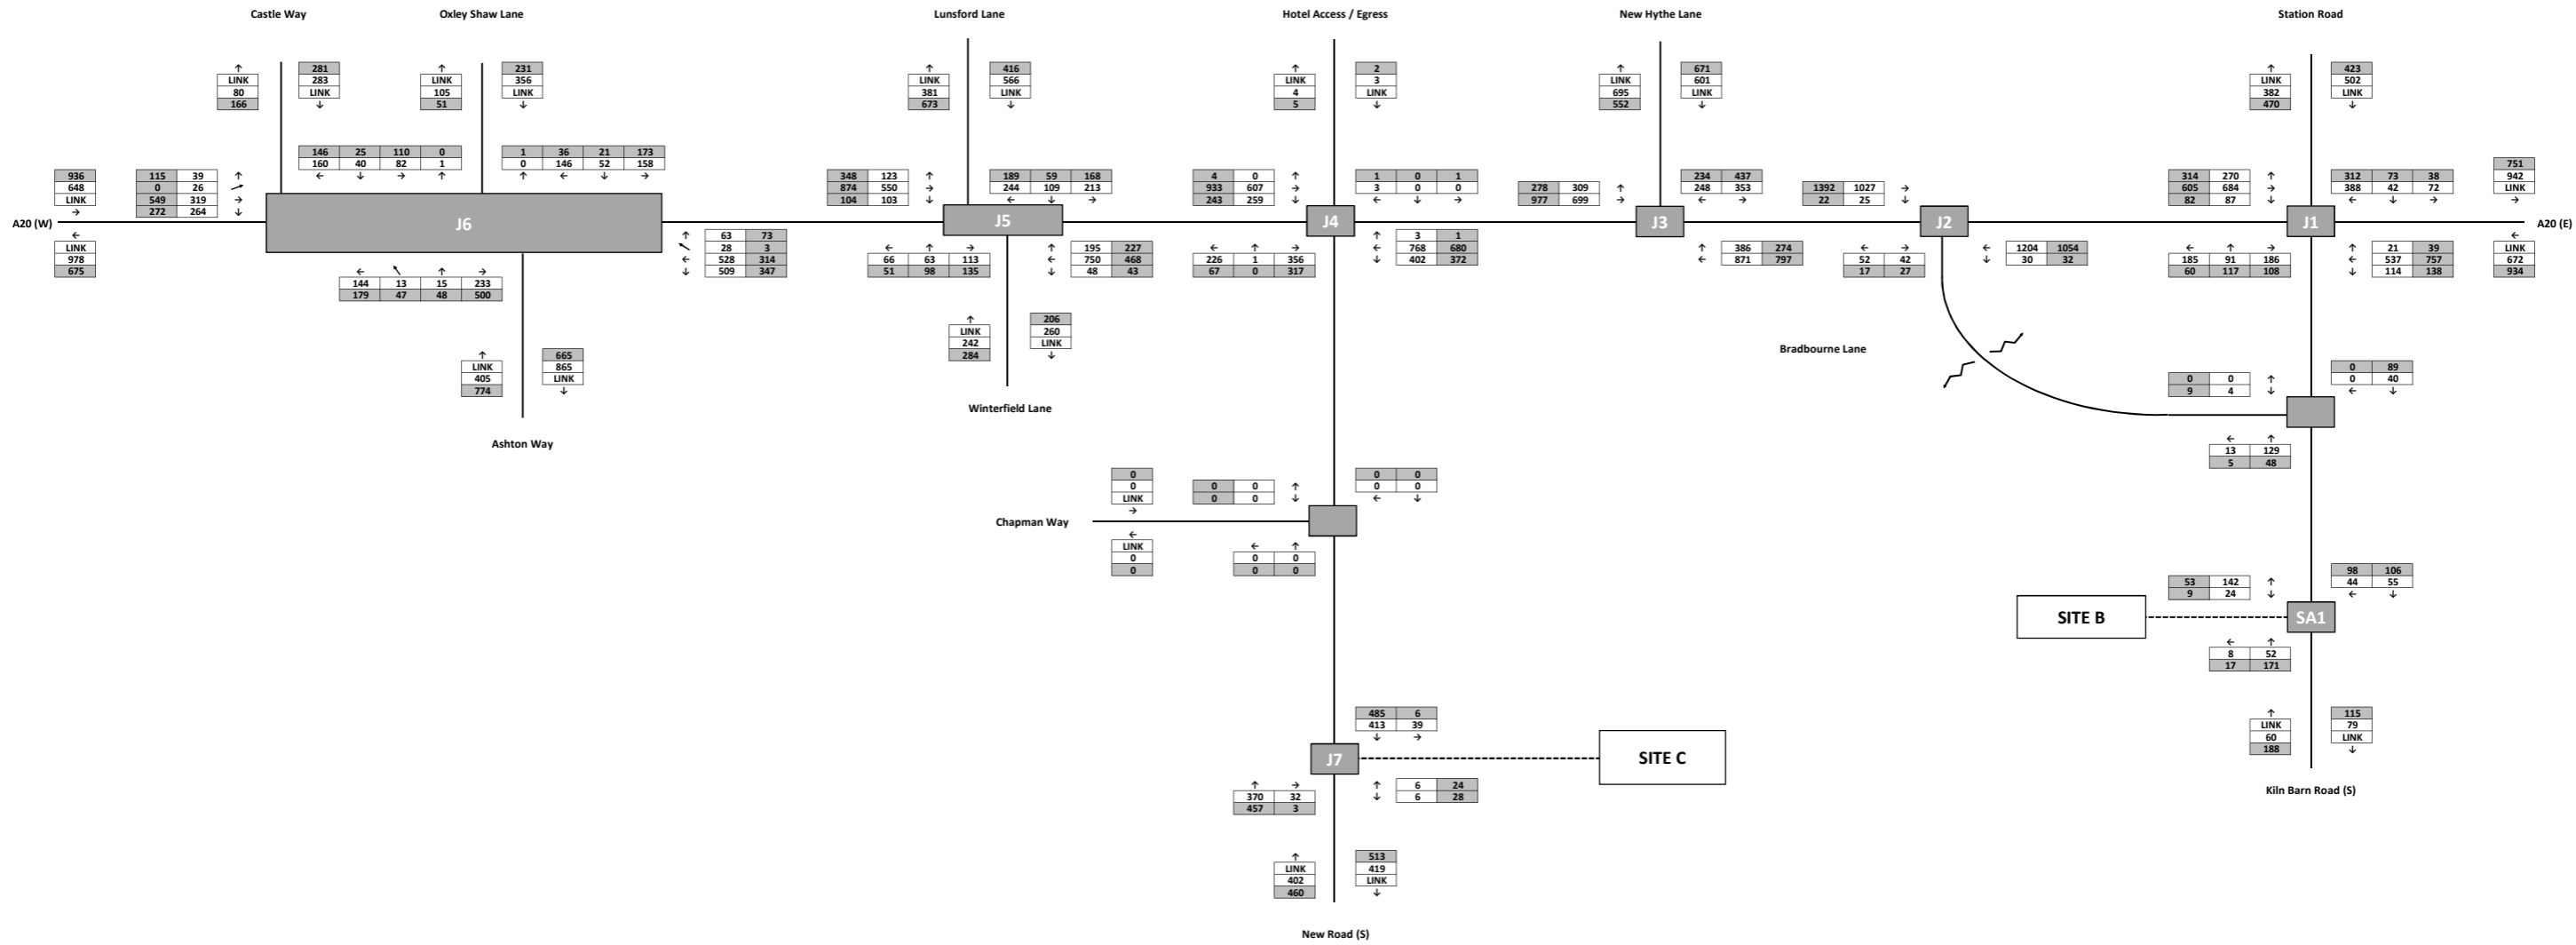 Castle Way
Oxley Shaw Lane
Lunsford Lane
Hotel Access / Egress
New Hythe Lane
Station Road
↑
LINK
80
166
281
283
LINK
↓
↑
LINK
105
51
231
356
LINK
↓
↑
LINK
381
673
416
566
LINK
↓
↑
LINK
4
5
2
3
LINK
↓
↑
LINK
695
552
671
601
LINK
↓
↑
LINK
382
470
423
502
LINK
↓
936
648
LINK
→
115 39 ↑
0 26
549 319 →
272 264 ↓
146 25 110 0
160 40 82 1
← ↓ → ↑
1 36 21 173
0 146 52 158
↑ ← ↓ →
348 123 ↑
874 550 →
104 103 ↓
189 59 168
244 109 213
← ↓ →
4 0 ↑
933 607 →
243 259 ↓
1 0 1
3 0 0
← ↓ →
278 309 ↑
977 699 →
234 437
248 353
← →
1392 1027 →
22 25 ↓
314 270 ↑
605 684 →
82 87 ↓
312 73 38
388 42 72
← ↓ →
751
942
LINK
→
A20 (W)
J6
J5
J4
J3
J2
J1
A20 (E)
←
LINK
978
675
← ↖ ↑ →
144 13 15 233
179 47 48 500
↑ 63 73
↖ 28 3
← 528 314
↓ 509 347
← ↑ →
66 63 113
51 98 135
↑ 195 227
← 750 468
↓ 48 43
← ↑ →
226 1 356
67 0 317
↑ 3 1
← 768 680
↓ 402 372
↑ 386 274
← 871 797
← →
52 42
17 27
← 1204 1054
↓ 30 32
← ↑ →
185 91 186
60 117 108
↑ 21 39
← 537 757
↓ 114 138
←
LINK
672
934
↑
LINK
405
774
665
865
LINK
↓
Ashton Way
↑
LINK
242
284
206
260
LINK
↓
Winterfield Lane
Bradbourne Lane
0 0 ↑
9 4 ↓
0 89
0 40
← ↓
← ↑
13 129
5 48
0
0
LINK
→
0 0 ↑
0 0 ↓
0 0
0 0
← ↓
Chapman Way
←
LINK
0
0
← ↑
0 0
0 0
53 142 ↑
9 24 ↓
98 106
44 55
← ↓
SITE B
SA1
← ↑
8 52
17 171
↑
LINK
60
188
115
79
LINK
↓
Kiln Barn Road (S)
485 6
413 39
↓ →
J7
SITE C
↑ →
370 32
457 3
↑ 6 24
↓ 6 28
↑
LINK
402
460
513
419
LINK
↓
New Road (S)